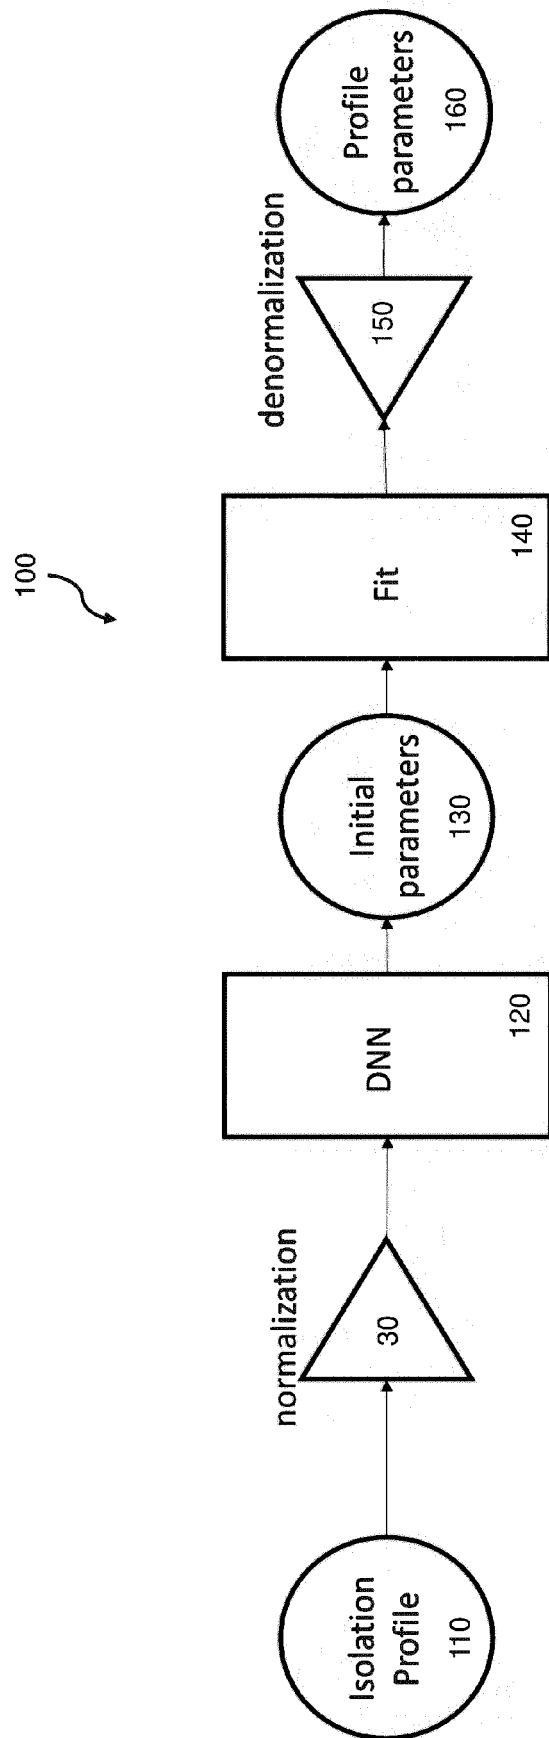 100
Isolation
Profile
110
normalization
30
DNN
120
Initial
parameters
130
Fit
140
denormalization
150
Profile
parameters
160